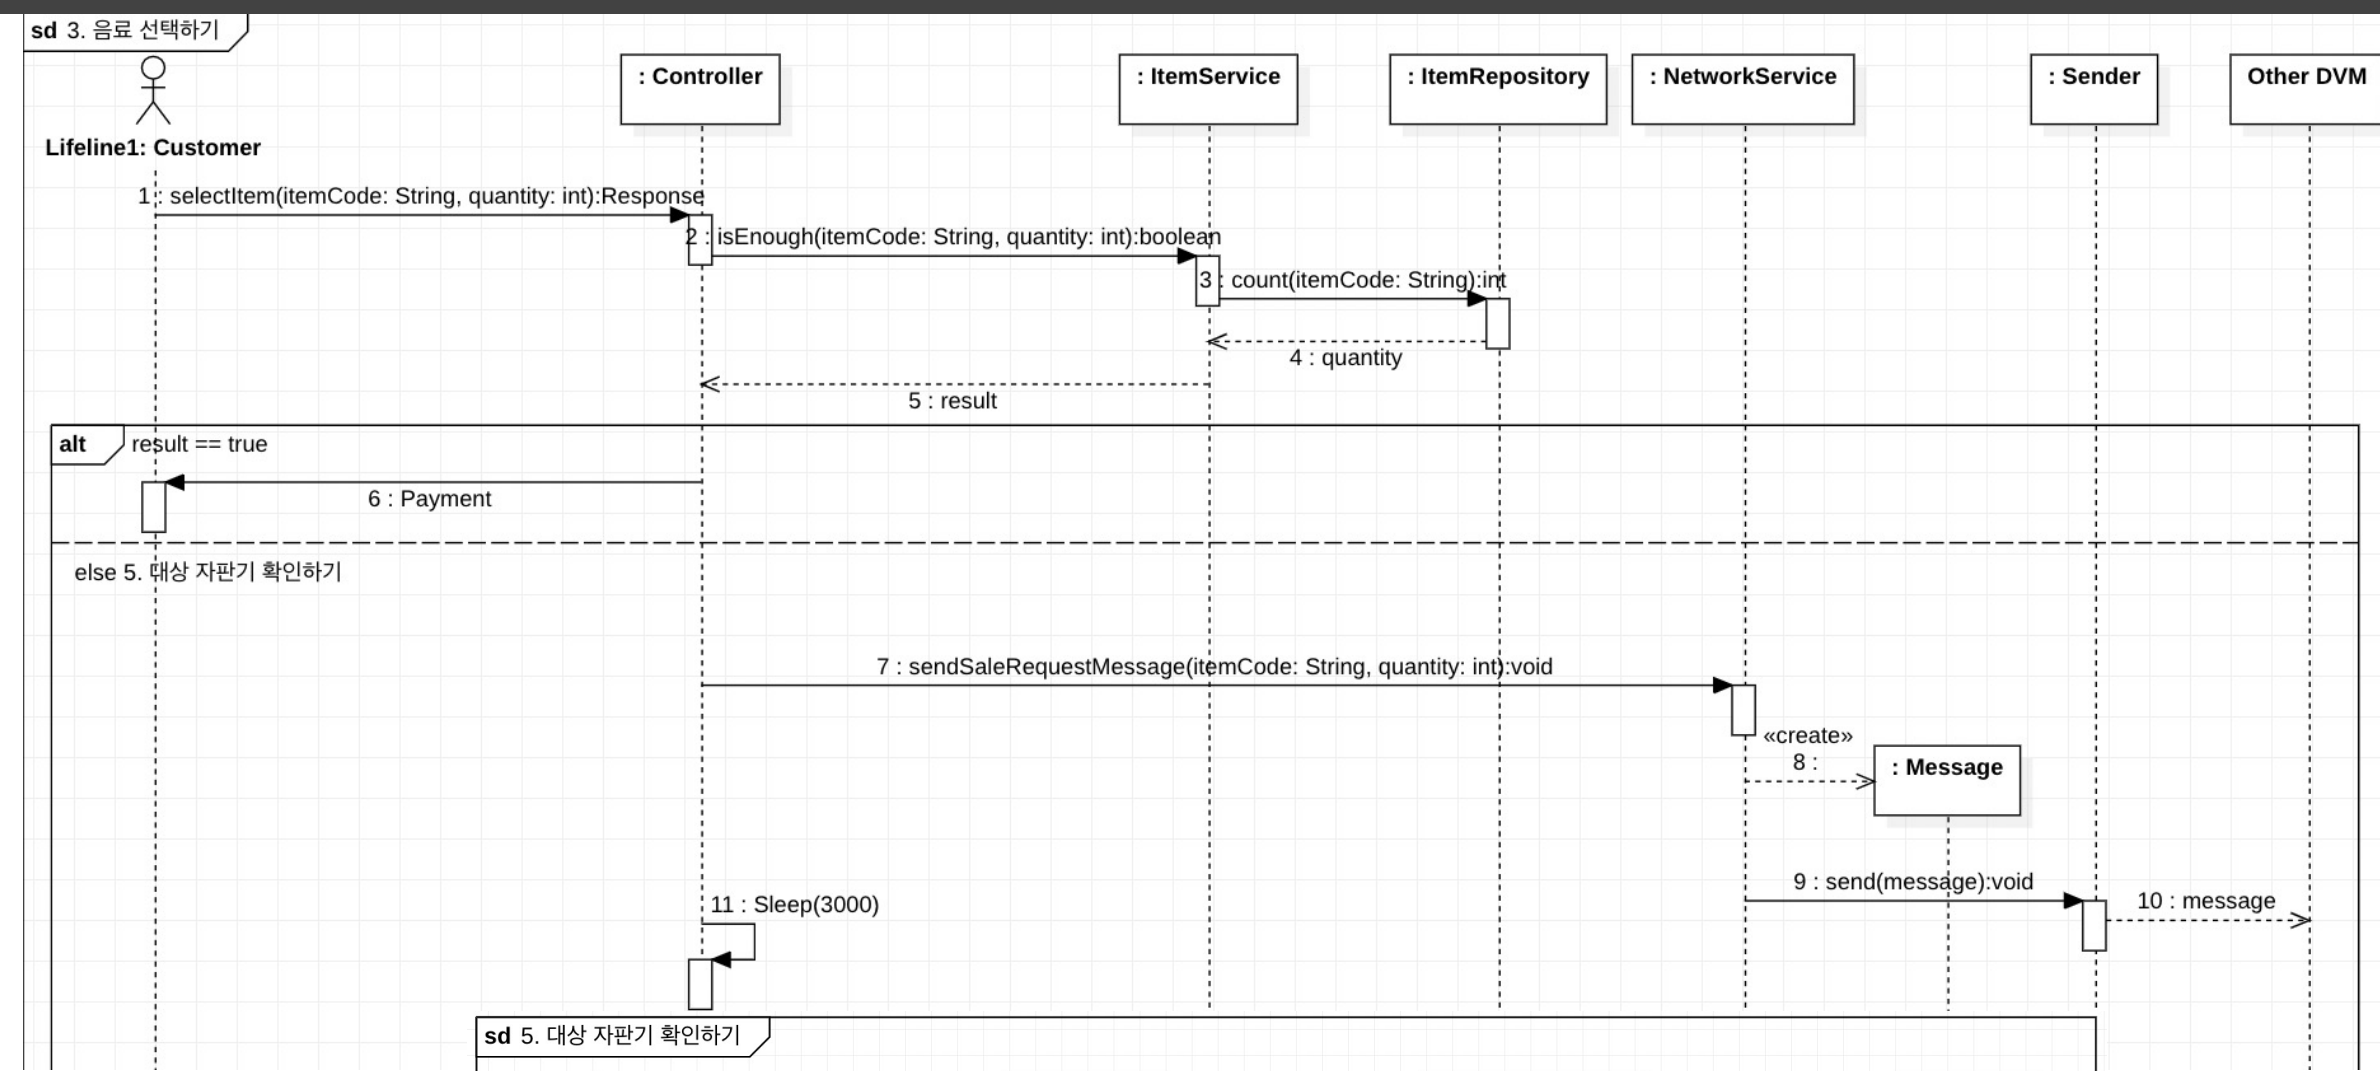 sd 3. 음료 선택하기
: Controller
: ItemService
: ItemRepository
: NetworkService
: Sender
Other DVM
Lifeline1: Customer
1 : selectItem(itemCode: String, quantity: int):Response
2 : isEnough(itemCode: String, quantity: int):boolean
3 : count(itemCode: String):int
4 : quantity
5 : result
alt result == true
6 : Payment
else 5. 대상 자판기 확인하기
7 : sendSaleRequestMessage(itemCode: String, quantity: int):void
«create»
8 :
: Message
9 : send(message):void
10 : message
11 : Sleep(3000)
sd 5. 대상 자판기 확인하기